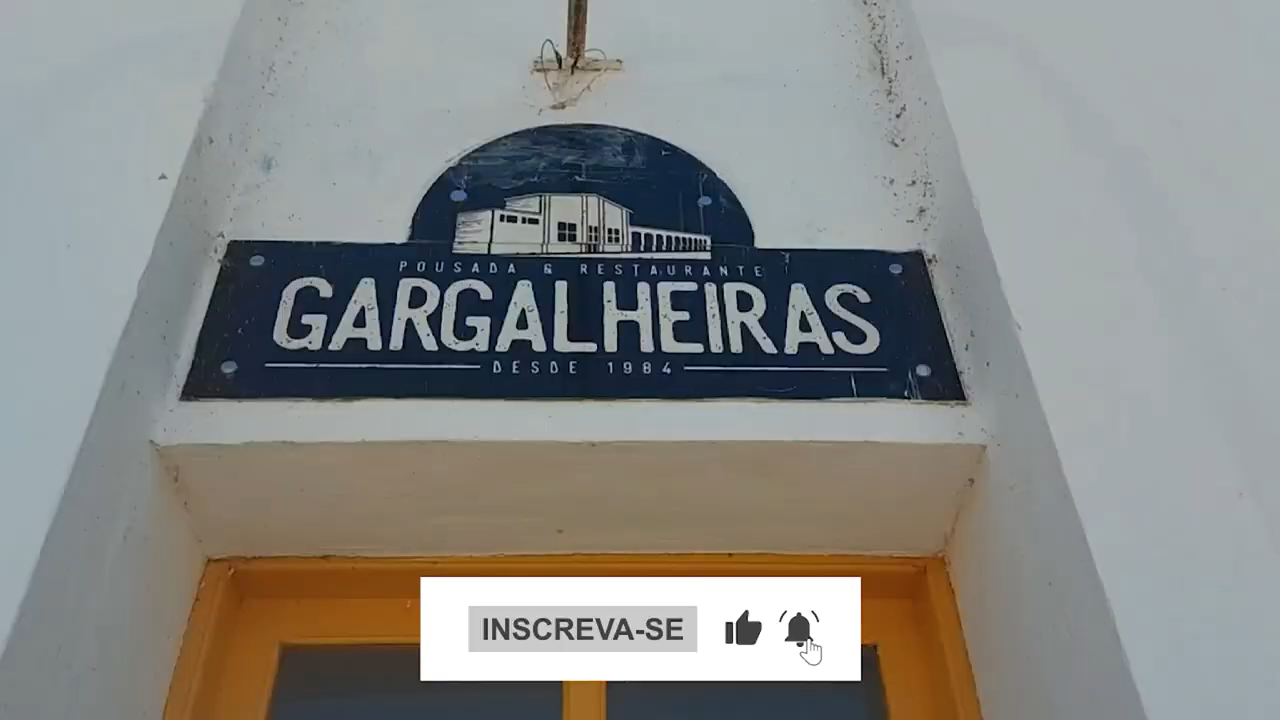 POUSADA & RESTAURANTE
GARGALHEIRAS
DESDE 1984
INSCREVA-SE